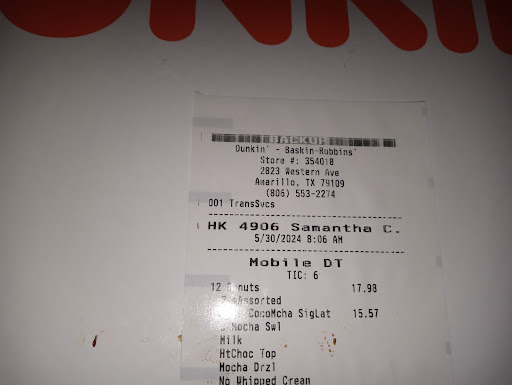 UNKI
BACKUP
Dunkin' - Baskin-Robbins'
Store #: 354018
2823 Western Ave
Amarillo, TX 79109
(806) 553-2274
001 TransSvcs
HK 4906 Samantha C.
5/30/2024 8:06 AM
Mobile DT
TIC: 6
12 Donuts 17.98
Assorted
CocoMcha SigLat 15.57
Mocha Swl
Milk
HtChoc Top
Mocha Drzl
No Whipped Cream